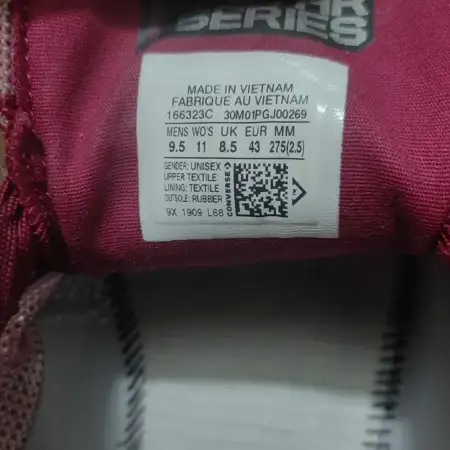 SERIES
MADE IN VIETNAM
FABRIQUE AU VIETNAM
166323C 30M01PGJ00269
MENS WO'S UK EUR MM
9.5 11 8.5 43 275(2.5)
GENDER: UNISEX
UPPER:TEXTILE
LINING: TEXTILE
OUTSOLE: RUBBER
9X 1909 L68
CONVERSE